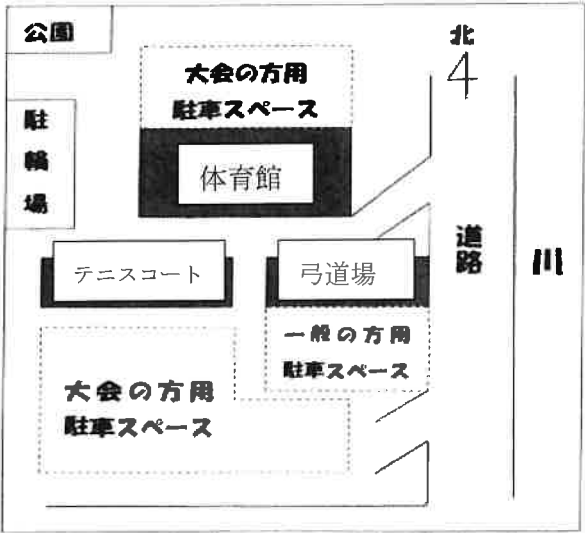 公園
北
大会の方用
駐車スペース
駐輪場
体育館
道路
川
テニスコート
弓道場
一般の方用
駐車スペース
大会の方用
駐車スペース